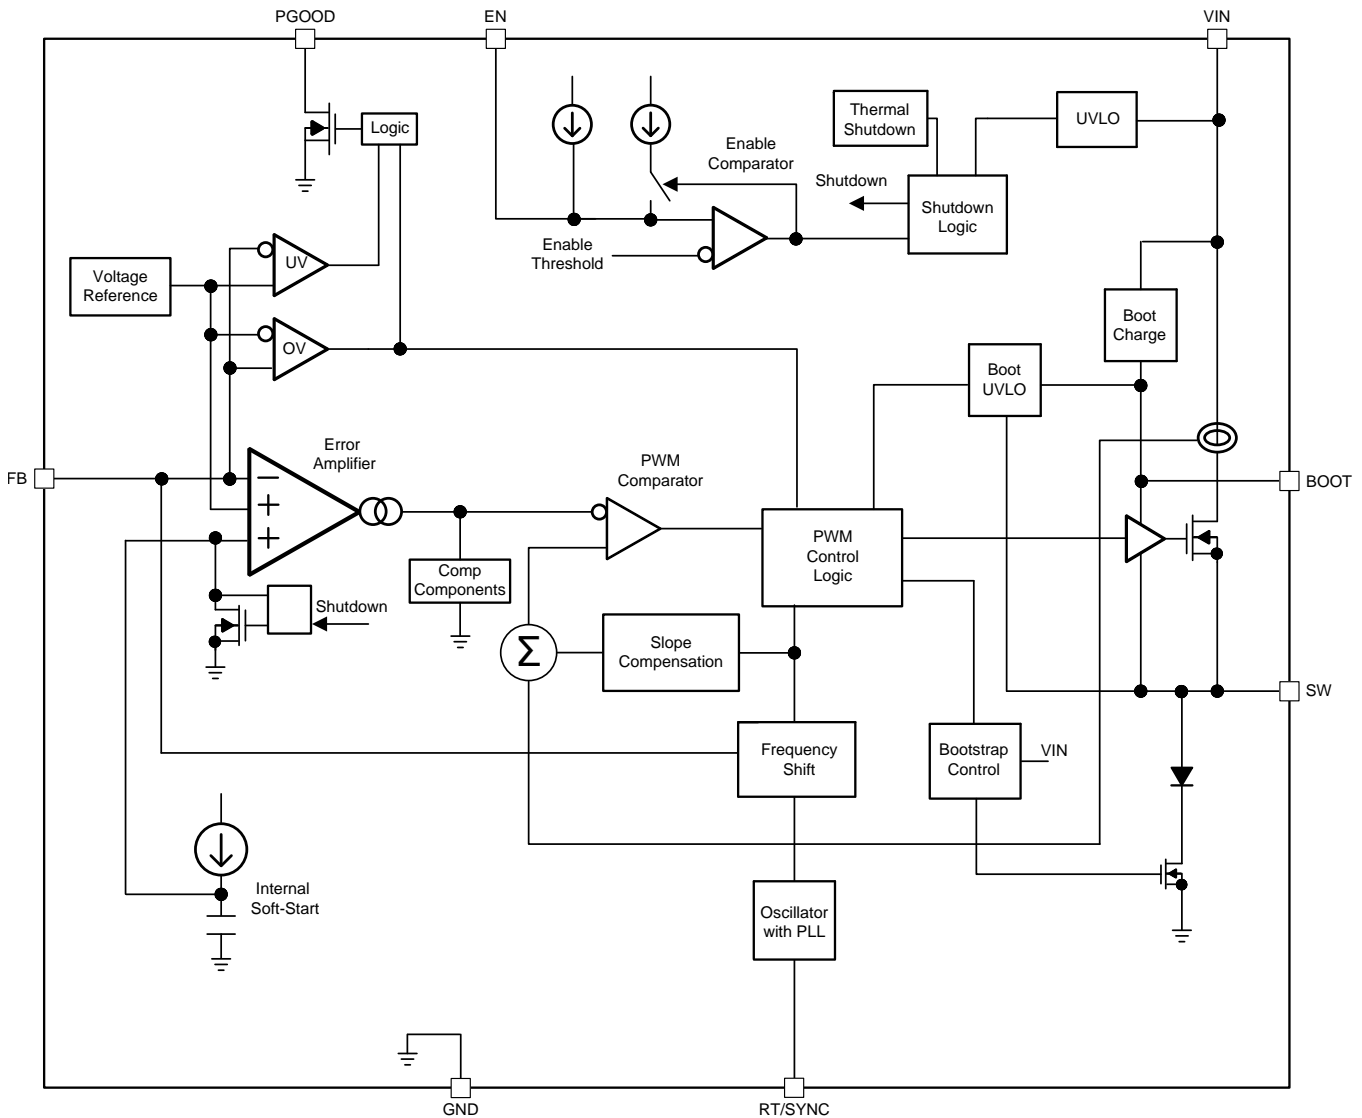 PGOOD
EN
VIN
Thermal
Shutdown
UVLO
Logic
Enable
Comparator
Shutdown
Shutdown
Logic
Enable
Threshold
UV
Voltage
Reference
OV
Boot
Charge
Boot
UVLO
Error
Amplifier
PWM
Comparator
FB
−
+
+
BOOT
PWM
Control
Logic
Comp
Components
Shutdown
Σ
Slope
Compensation
SW
Frequency
Shift
Bootstrap
Control
VIN
Internal
Soft-Start
Oscillator
with PLL
GND
RT/SYNC